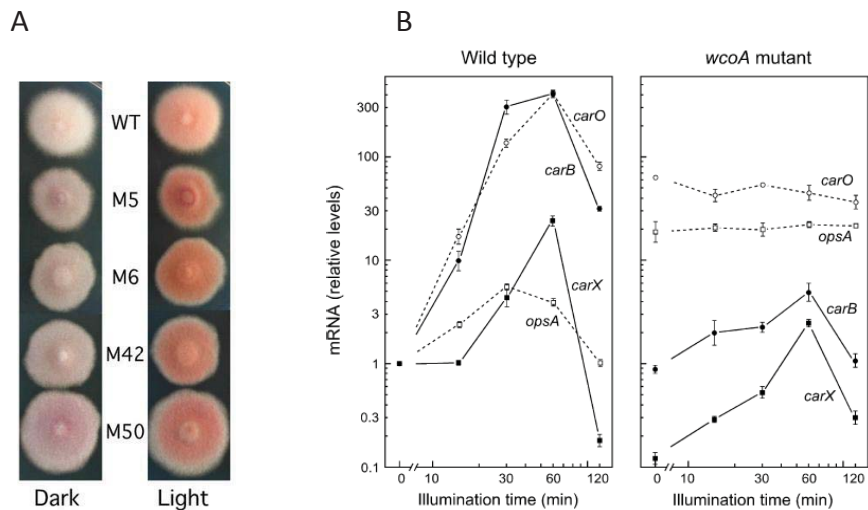 A
WT
M5
M6
M42
M50
Dark
Light
B
Wild type
wcoA mutant
mRNA (relative levels)
300
100
30
10
3
1
0.3
0.1
carO
carB
carX
opsA
carO
opsA
carB
carX
0 10 30 60 120
0 10 30 60 120
Illumination time (min)
Illumination time (min)